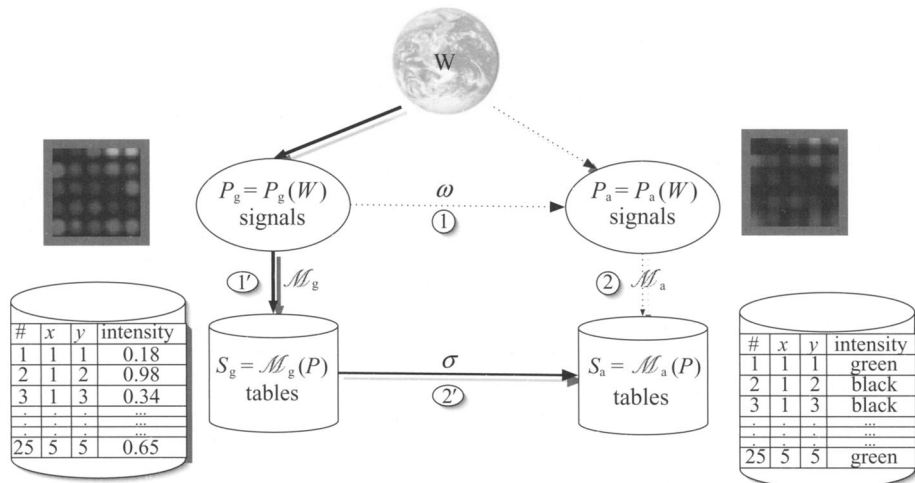 W
P_g = P_g(W)
signals
ω
①
P_a = P_a(W)
signals
①′ ℳ_g
② ℳ_a
S_g = ℳ_g(P)
tables
σ
②′
S_a = ℳ_a(P)
tables
# x y intensity
1 1 1 0.18
2 1 2 0.98
3 1 3 0.34
. . . ...
. . . ...
25 5 5 0.65
# x y intensity
1 1 1 green
2 1 2 black
3 1 3 black
. . . ...
. . . ...
25 5 5 green